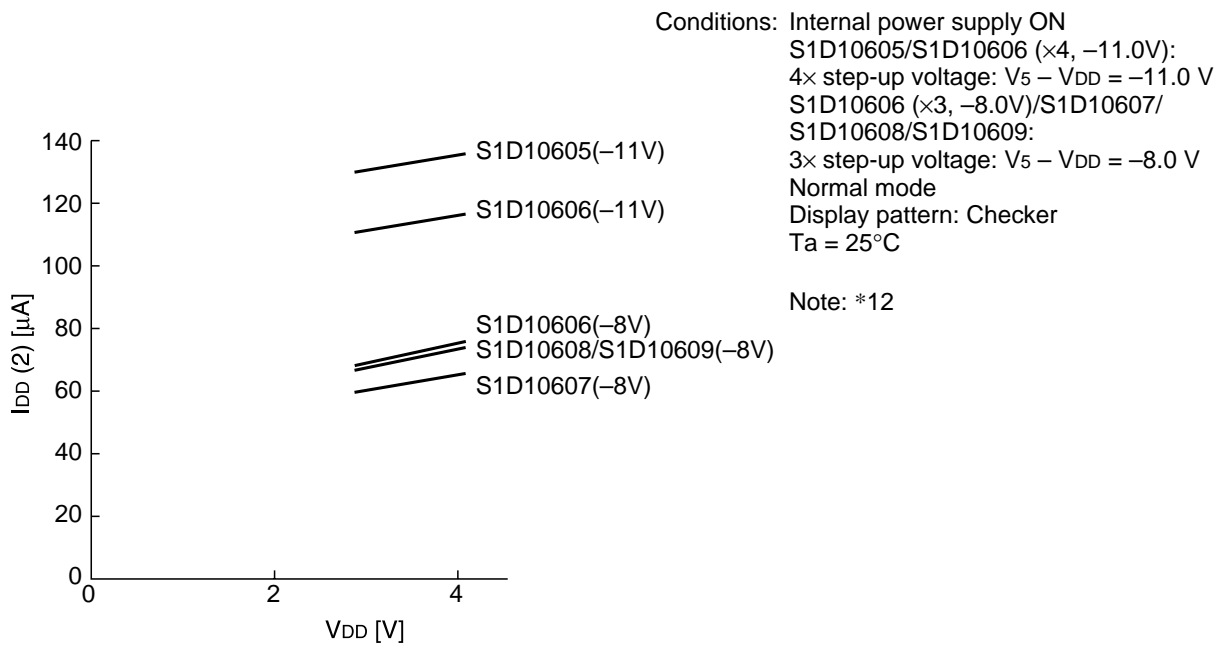 Conditions: Internal power supply ON
S1D10605/S1D10606 (×4, –11.0V):
4× step-up voltage: V5 – VDD = –11.0 V
S1D10606 (×3, –8.0V)/S1D10607/
S1D10608/S1D10609:
3× step-up voltage: V5 – VDD = –8.0 V
Normal mode
Display pattern: Checker
Ta = 25°C
Note: *12
IDD (2) [µA]
140
120
100
80
60
40
20
0
S1D10605(–11V)
S1D10606(–11V)
S1D10606(–8V)
S1D10608/S1D10609(–8V)
S1D10607(–8V)
0
2
4
VDD [V]